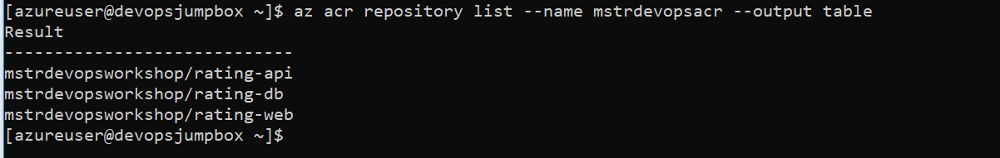 [azureuser@devopsjumpbox ~]$ az acr repository list --name mstrdevopsacr --output table
Result
-----------------------------
mstrdevopsworkshop/rating-api
mstrdevopsworkshop/rating-db
mstrdevopsworkshop/rating-web
[azureuser@devopsjumpbox ~]$